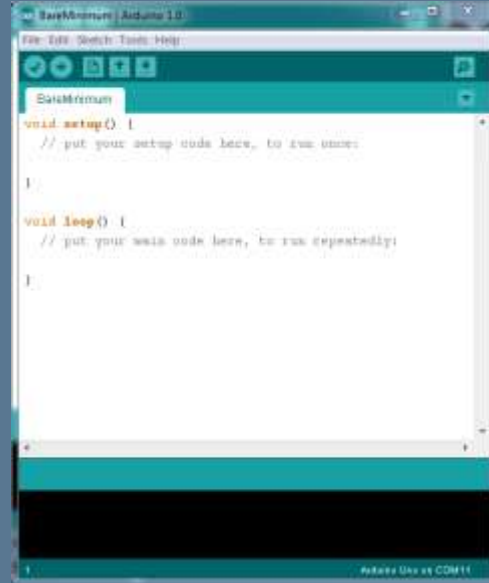 BareMinimum | Arduino 1.0
File Edit Sketch Tools Help
BareMinimum
void setup() {
// put your setup code here, to run once:
}
void loop() {
// put your main code here, to run repeatedly:
}
1
Arduino Uno on COM11